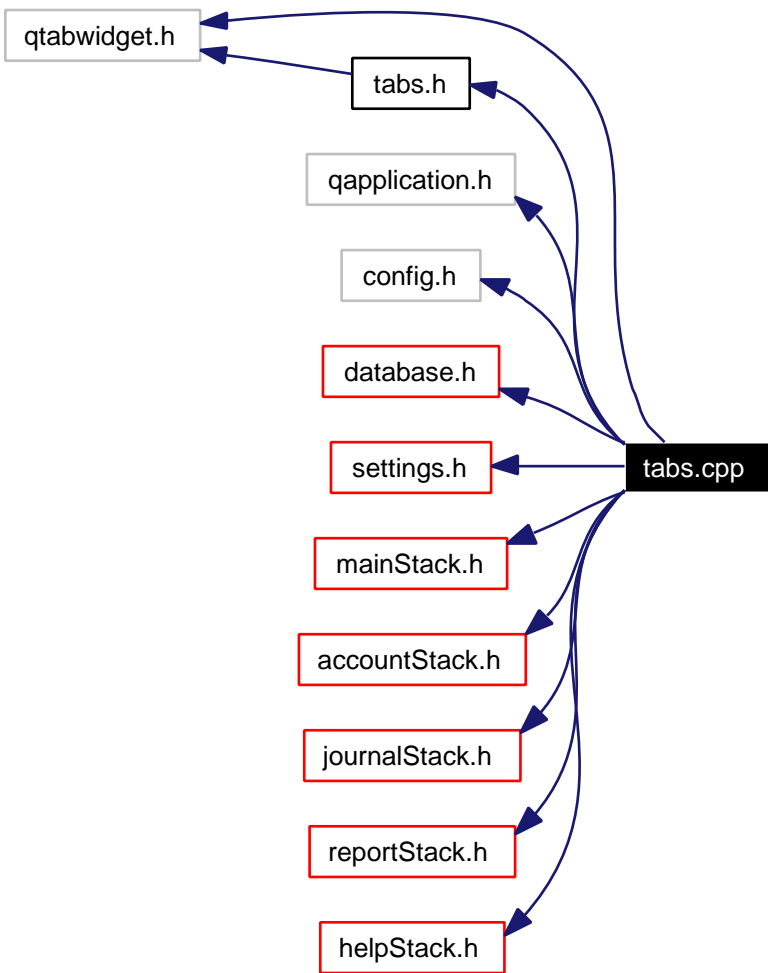 qtabwidget.h
tabs.h
qapplication.h
config.h
database.h
settings.h
tabs.cpp
mainStack.h
accountStack.h
journalStack.h
reportStack.h
helpStack.h